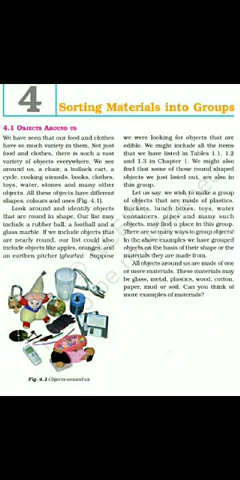 4
Sorting Materials into Groups
4.1 OBJECTS AROUND US
We have seen that our food and clothes
have so much variety in them. Not just
food and clothes, there is such a vast
variety of objects everywhere. We see
around us, a chair, a bullock cart, a
cycle, cooking utensils, books, clothes,
toys, water, stones and many other
objects. All these objects have different
shapes, colours and uses (Fig. 4.1).
Look around and identify objects
that are round in shape. Our list may
include a rubber ball, a football and a
glass marble. If we include objects that
are nearly round, our list could also
include objects like apples, oranges, and
an earthen pitcher (gharha). Suppose
Fig. 4.1 Objects around us
we were looking for objects that are
edible. We might include all the items
that we have listed in Tables 1.1, 1.2
and 1.3 in Chapter 1. We might also
find that some of those round shaped
objects we just listed out, are also in
this group.
Let us say, we wish to make a group
of objects that are made of plastics.
Buckets, lunch boxes, toys, water
containers, pipes and many such
objects, may find a place in this group.
There are so many ways to group objects!
In the above examples we have grouped
objects on the basis of their shape or the
materials they are made from.
All objects around us are made of one
or more materials. These materials may
be glass, metal, plastics, wood, cotton,
paper, mud or soil. Can you think of
more examples of materials?